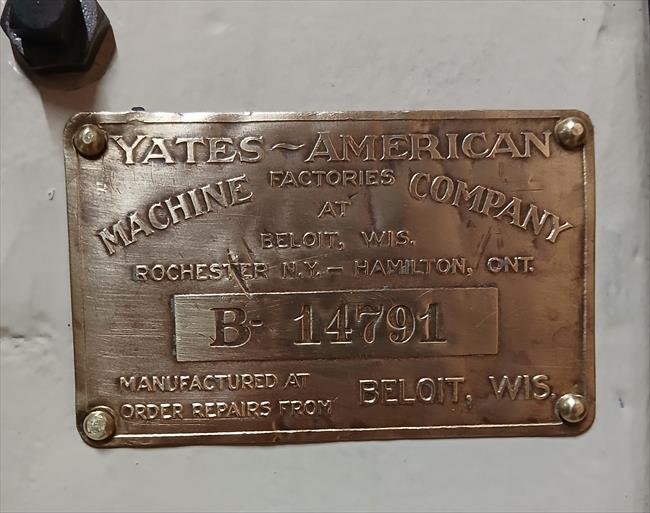 YATES~AMERICAN
MACHINE COMPANY
FACTORIES
AT
BELOIT, WIS.
ROCHESTER N.Y. – HAMILTON, ONT.
B- 14791
MANUFACTURED AT
ORDER REPAIRS FROM
BELOIT, WIS.